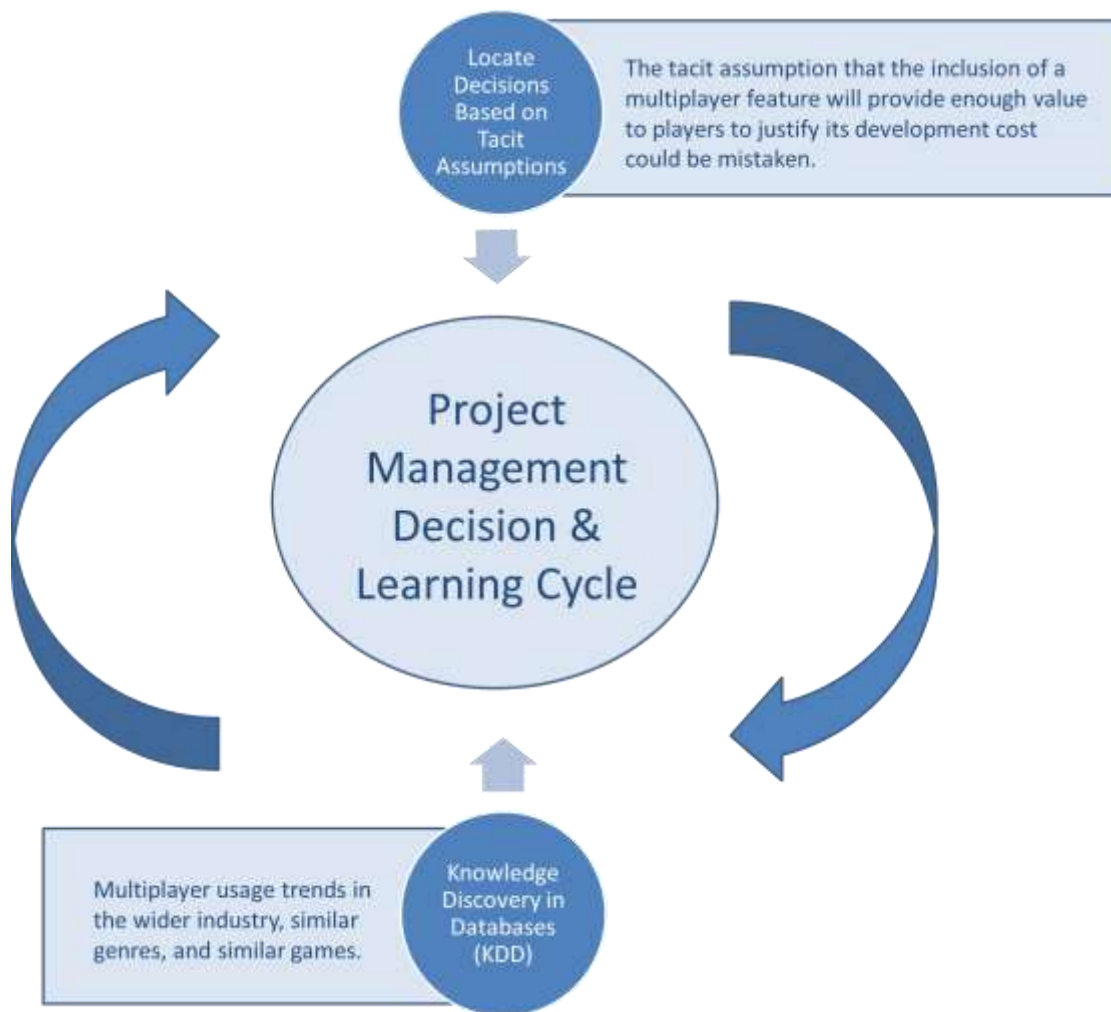 Locate
Decisions
Based on
Tacit
Assumptions
The tacit assumption that the inclusion of a
multiplayer feature will provide enough value
to players to justify its development cost
could be mistaken.
Project
Management
Decision &
Learning Cycle
Multiplayer usage trends in
the wider industry, similar
genres, and similar games.
Knowledge
Discovery in
Databases
(KDD)